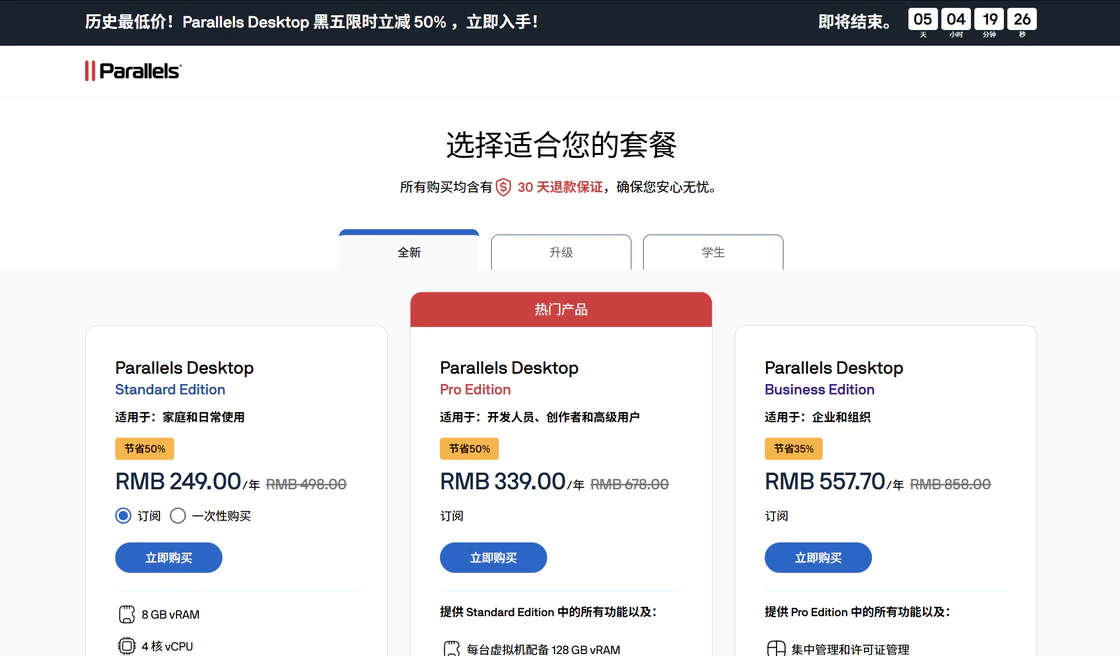 历史最低价！Parallels Desktop 黑五限时立减 50% ，立即入手！
即将结束。
05 04 19 26
天 小时 分钟 秒
Parallels
选择适合您的套餐
所有购买均含有 30 天退款保证，确保您安心无忧。
全新
升级
学生
热门产品
Parallels Desktop
Standard Edition
适用于：家庭和日常使用
节省50%
RMB 249.00/年 RMB 498.00
订阅 一次性购买
立即购买
8 GB vRAM
4 核 vCPU
Parallels Desktop
Pro Edition
适用于：开发人员、创作者和高级用户
节省50%
RMB 339.00/年 RMB 678.00
订阅
立即购买
提供 Standard Edition 中的所有功能以及：
每台虚拟机配备 128 GB vRAM
Parallels Desktop
Business Edition
适用于：企业和组织
节省35%
RMB 557.70/年 RMB 858.00
订阅
立即购买
提供 Pro Edition 中的所有功能以及：
集中管理和许可证管理